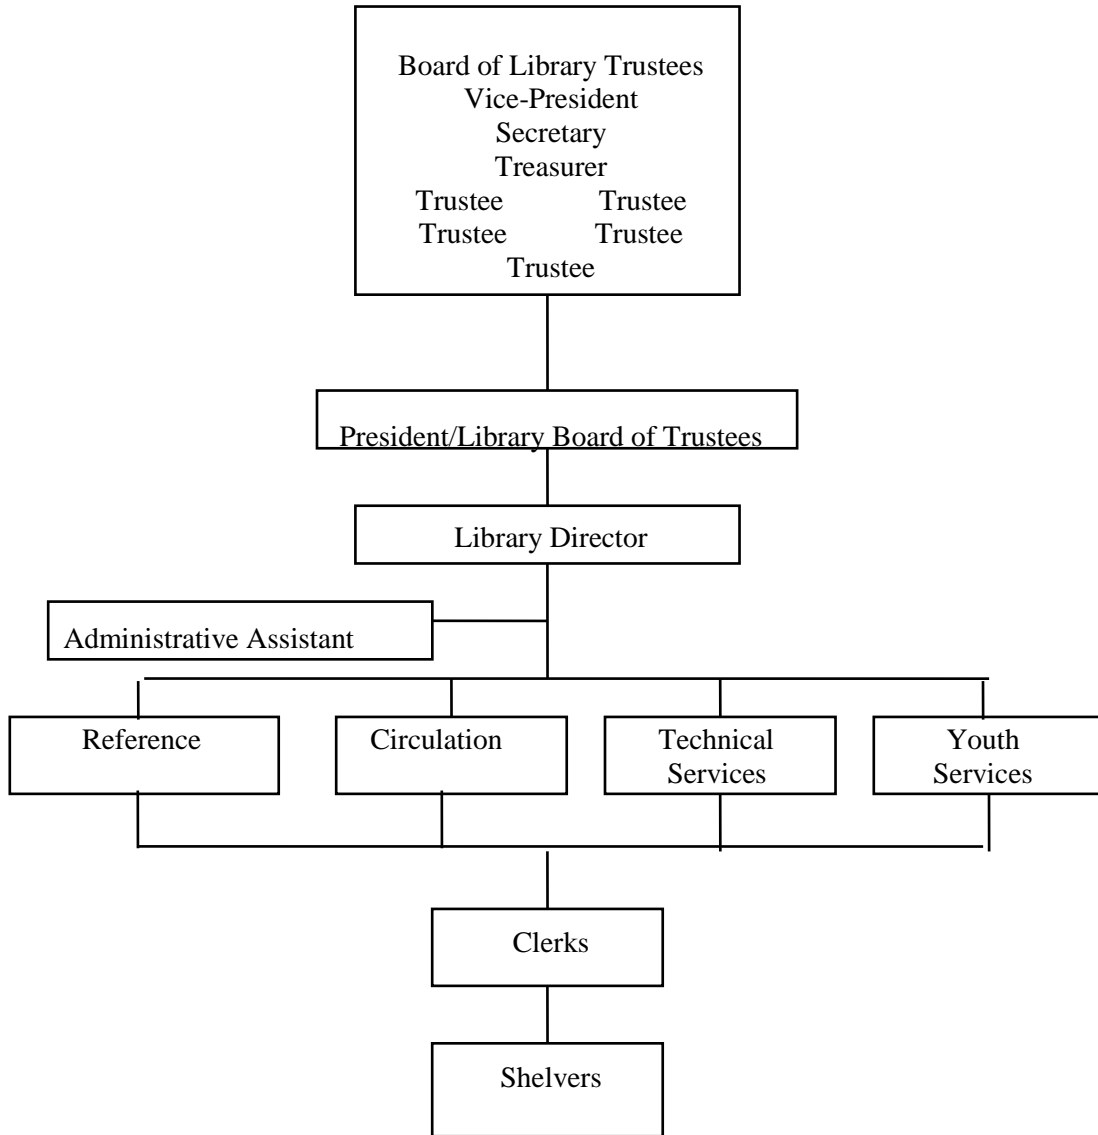 Board of Library Trustees
Vice-President
Secretary
Treasurer
Trustee Trustee
Trustee Trustee
Trustee
President/Library Board of Trustees
Library Director
Administrative Assistant
Reference
Circulation
Technical
Services
Youth
Services
Clerks
Shelvers